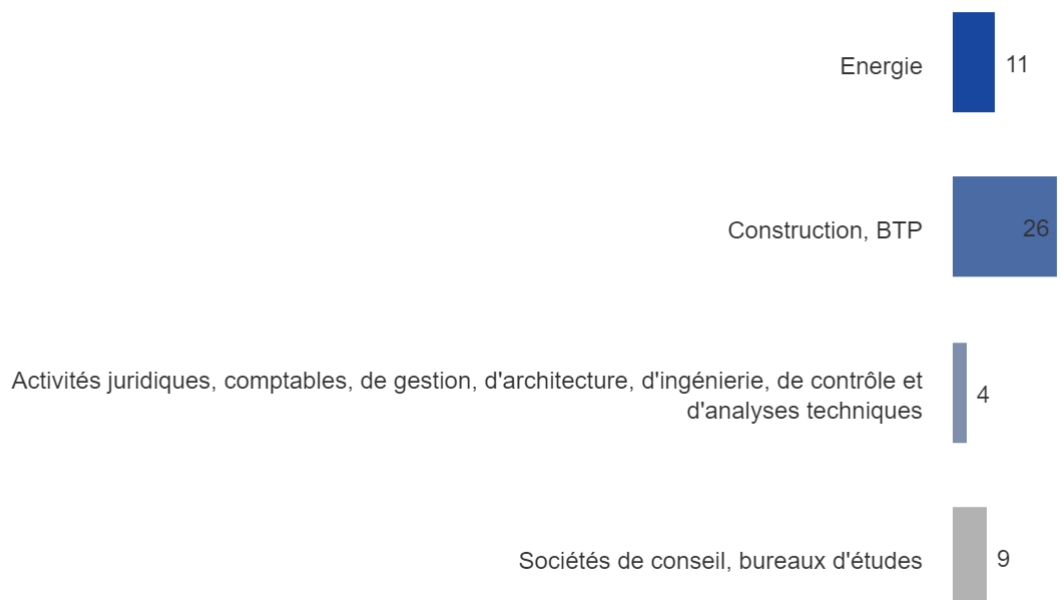 Energie 11
Construction, BTP 26
Activités juridiques, comptables, de gestion, d'architecture, d'ingénierie, de contrôle et
d'analyses techniques 4
Sociétés de conseil, bureaux d'études 9